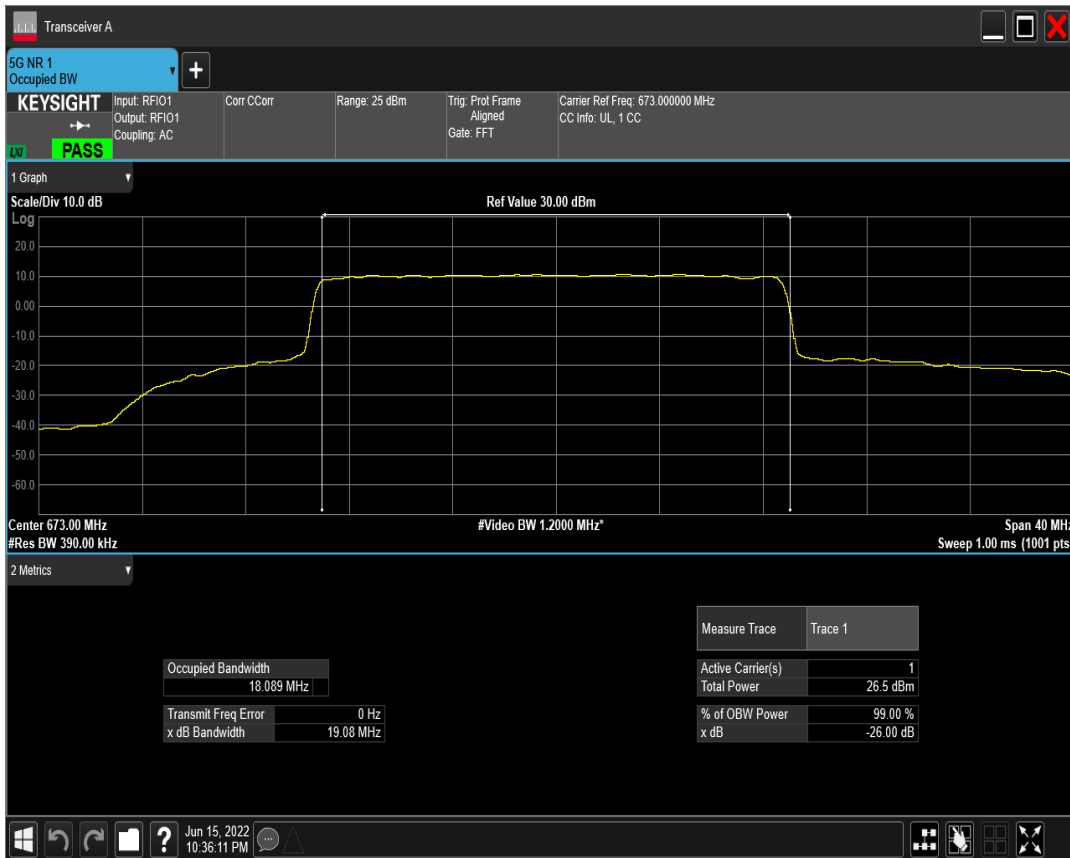 Transceiver A
5G NR 1
Occupied BW
KEYSIGHT
LXI
PASS
Input: RFIO1
Output: RFIO1
Coupling: AC
Corr CCorr
Range: 25 dBm
Trig: Prot Frame
Aligned
Gate: FFT
Carrier Ref Freq: 673.000000 MHz
CC Info: UL, 1 CC
1 Graph
Scale/Div 10.0 dB
Ref Value 30.00 dBm
Log
20.0
10.0
0.00
-10.0
-20.0
-30.0
-40.0
-50.0
-60.0
Center 673.00 MHz
#Video BW 1.2000 MHz*
Span 40 MHz
#Res BW 390.00 kHz
Sweep 1.00 ms (1001 pts
2 Metrics
Measure Trace Trace 1
Occupied Bandwidth
18.089 MHz
Active Carrier(s) 1
Total Power 26.5 dBm
Transmit Freq Error 0 Hz
x dB Bandwidth 19.08 MHz
% of OBW Power 99.00 %
x dB -26.00 dB
Jun 15, 2022
10:36:11 PM